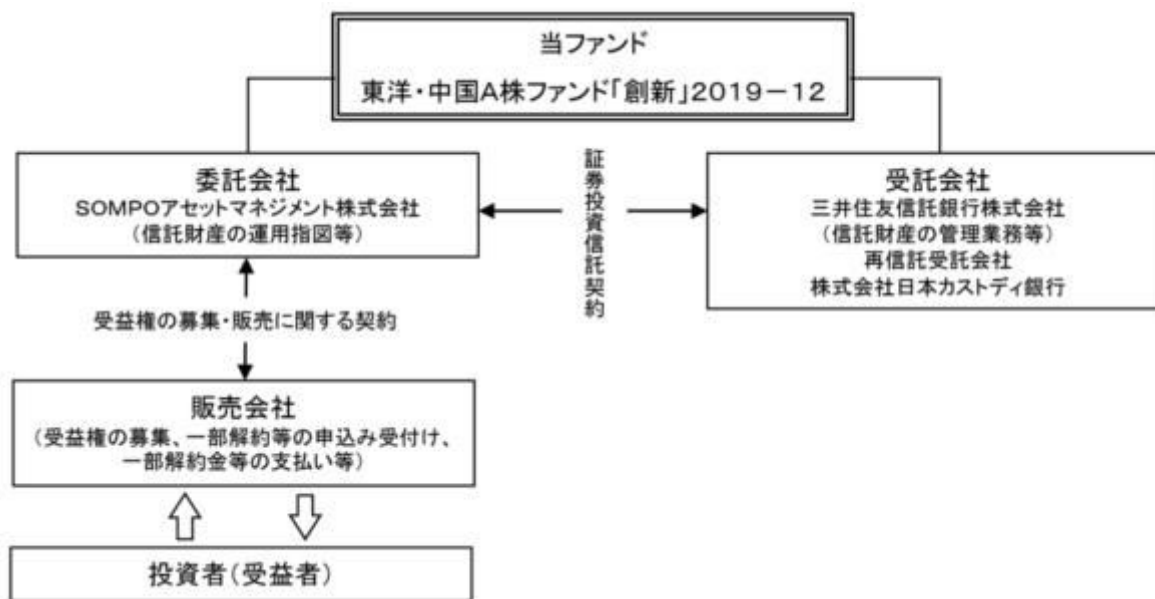 当ファンド
東洋・中国A株ファンド「創新」2019－12
委託会社
SOMPOアセットマネジメント株式会社
(信託財産の運用指図等)
証券投資信託契約
受託会社
三井住友信託銀行株式会社
(信託財産の管理業務等)
再信託受託会社
株式会社日本カストディ銀行
受益権の募集・販売に関する契約
販売会社
(受益権の募集、一部解約等の申込み受付け、
一部解約金等の支払い等)
投資者(受益者)